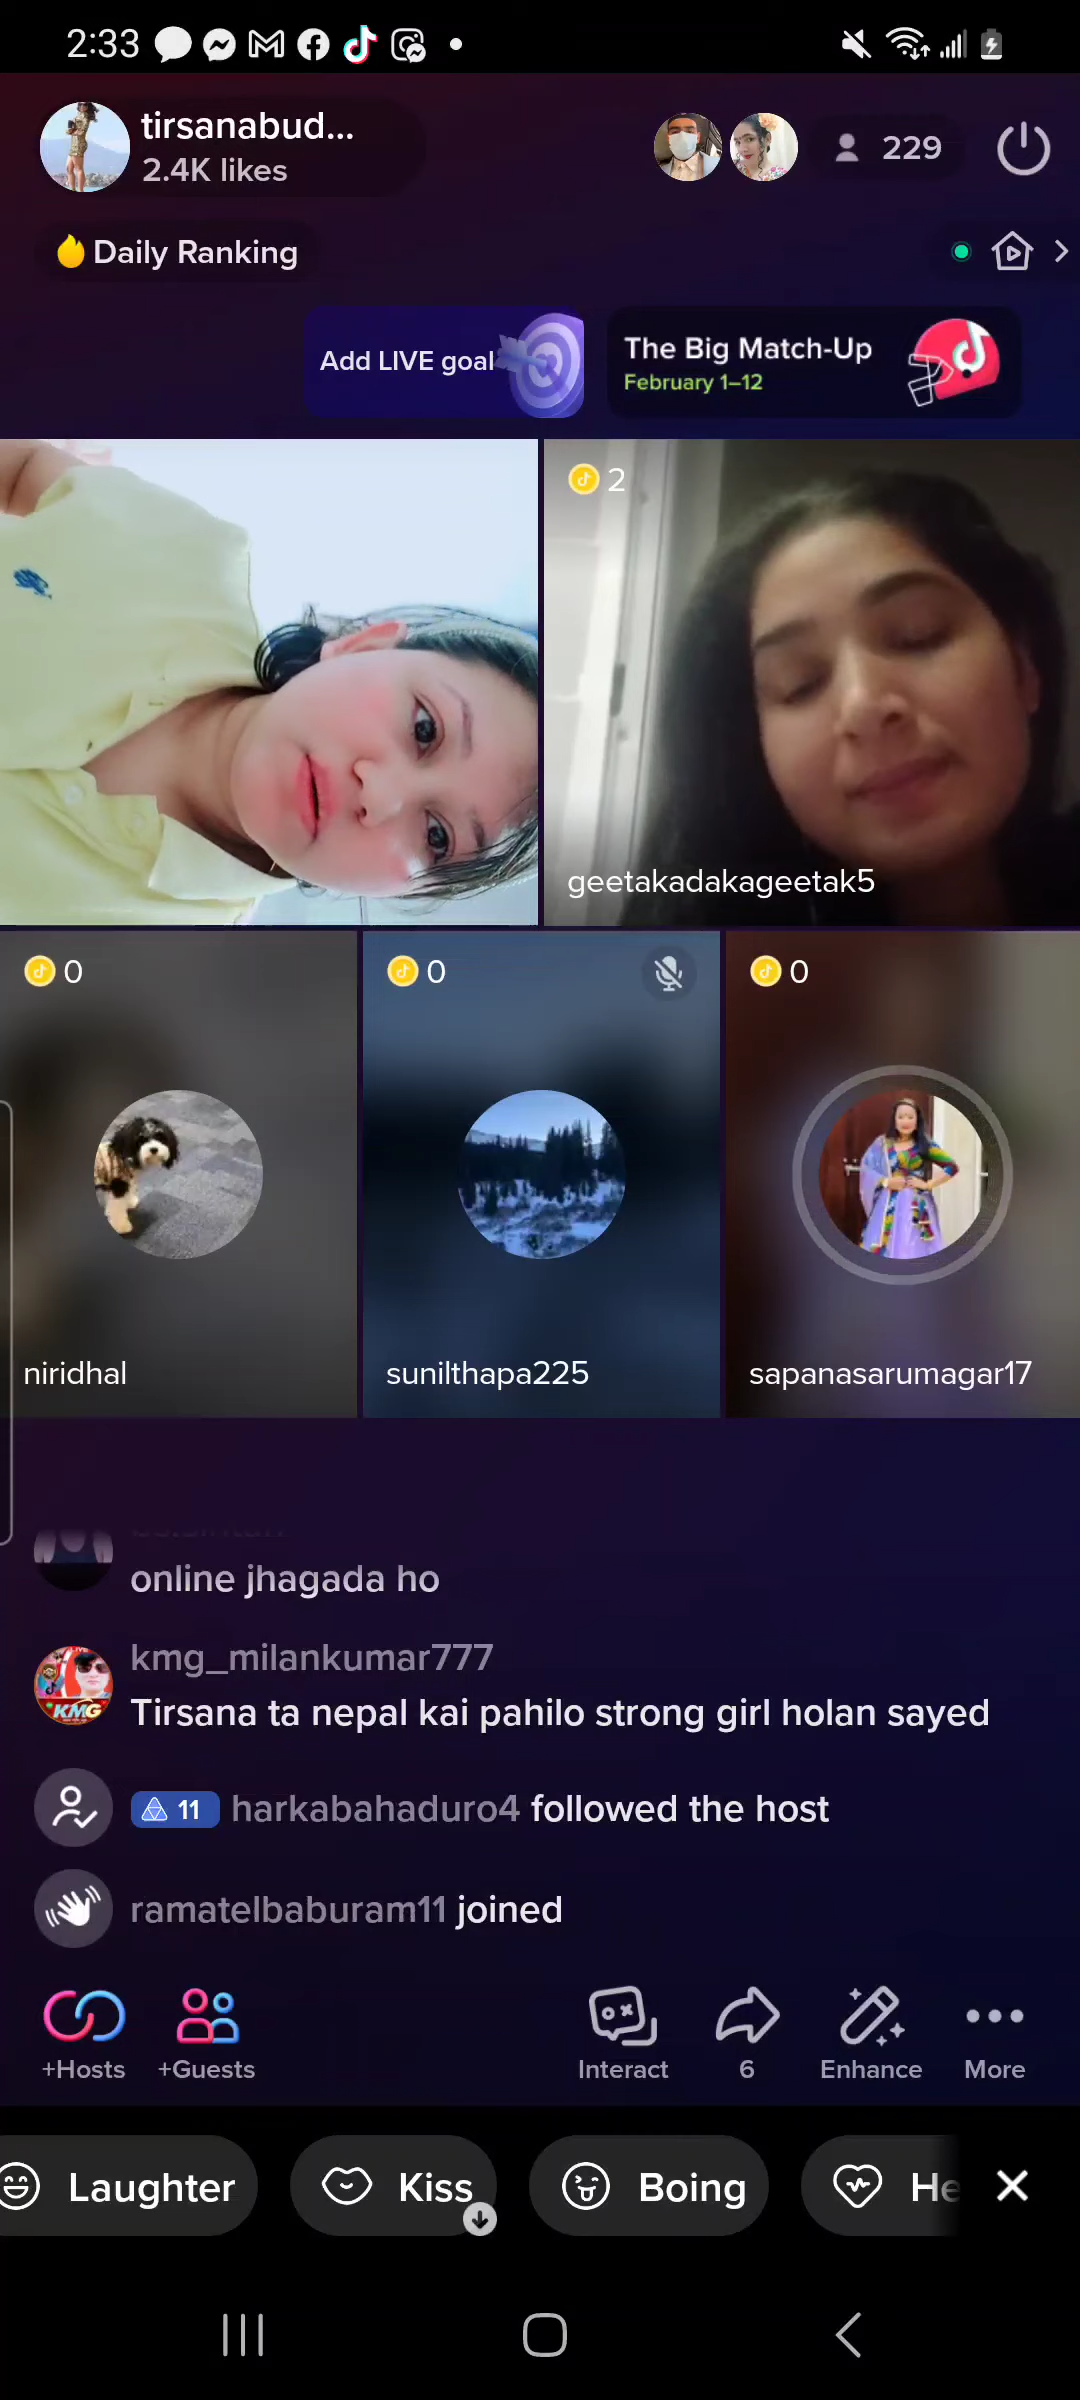 2:33
tirsanabud...
2.4K likes
229
Daily Ranking
Add LIVE goal
The Big Match-Up
February 1–12
2
geetakadakageetak5
0
0
0
niridhal
sunilthapa225
sapanasarumagar17
online jhagada ho
kmg_milankumar777
KMG
Tirsana ta nepal kai pahilo strong girl holan sayed
11 harkabahaduro4 followed the host
ramatelbaburam11 joined
+Hosts
+Guests
Interact
6
Enhance
More
Laughter
Kiss
Boing
He